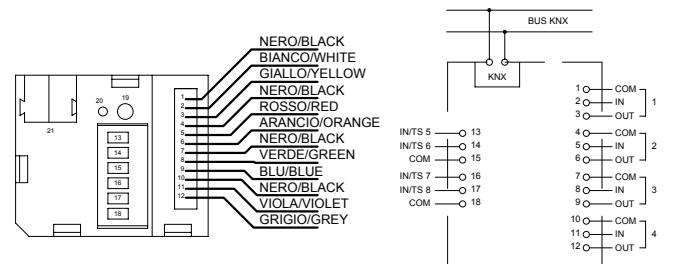 NERO/BLACK
BIANCO/WHITE
GIALLO/YELLOW
NERO/BLACK
ROSSO/RED
ARANCIO/ORANGE
NERO/BLACK
VERDE/GREEN
BLU/BLUE
NERO/BLACK
VIOLA/VIOLET
GRIGIO/GREY
1
2
3
4
5
6
7
8
9
10
11
12
19
20
21
13
14
15
16
17
18
BUS KNX
KNX
IN/TS 5 13
IN/TS 6 14
COM 15
IN/TS 7 16
IN/TS 8 17
COM 18
1 COM
2 IN 1
3 OUT
4 COM
5 IN 2
6 OUT
7 COM
8 IN 3
9 OUT
10 COM
11 IN 4
12 OUT